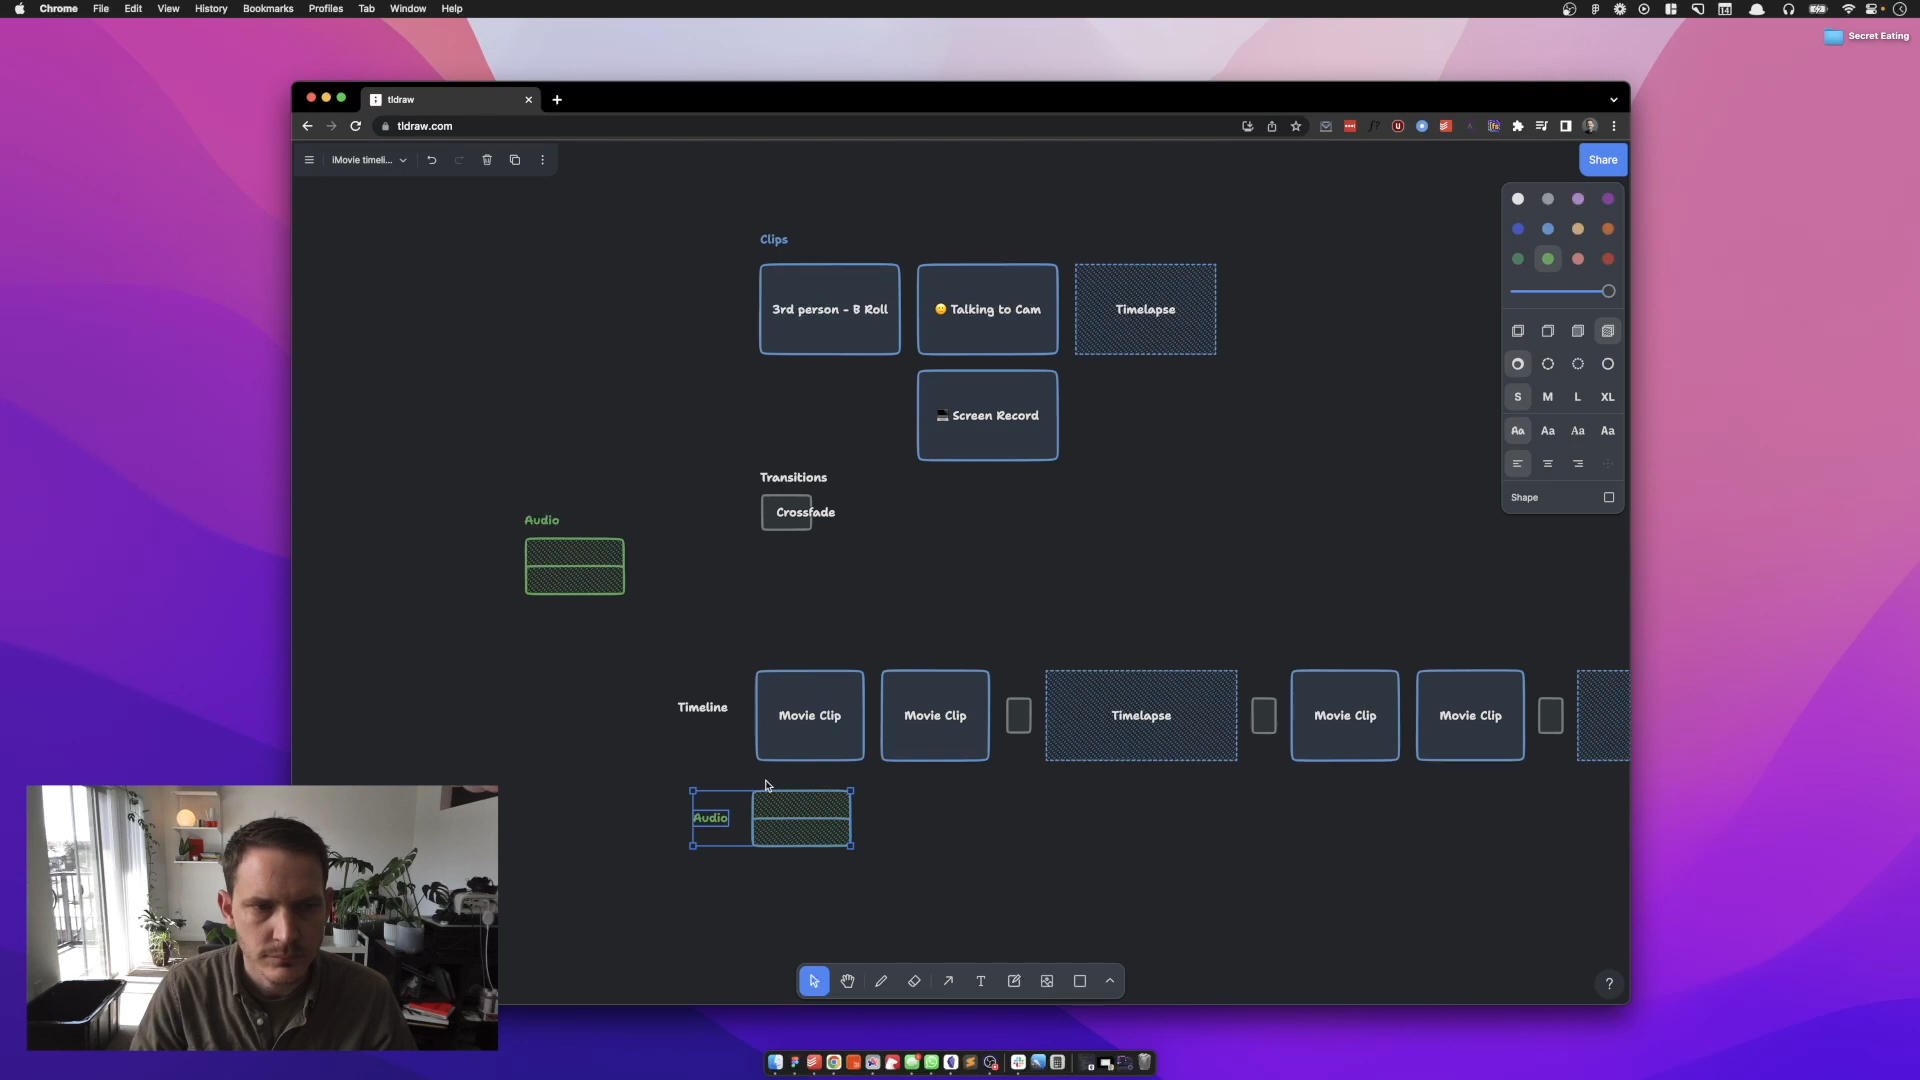 Chrome File Edit View History Bookmarks Profiles Tab Window Help
14
Secret Eating
tldraw
tldraw.com
iMovie timeli...
Share
Clips
3rd person - B Roll
🙂 Talking to Cam
Timelapse
💻 Screen Record
S M L XL
Aa Aa Aa Aa
Transitions
Shape
Crossfade
Audio
Timeline
Movie Clip
Movie Clip
Timelapse
Movie Clip
Movie Clip
Audio
T
?